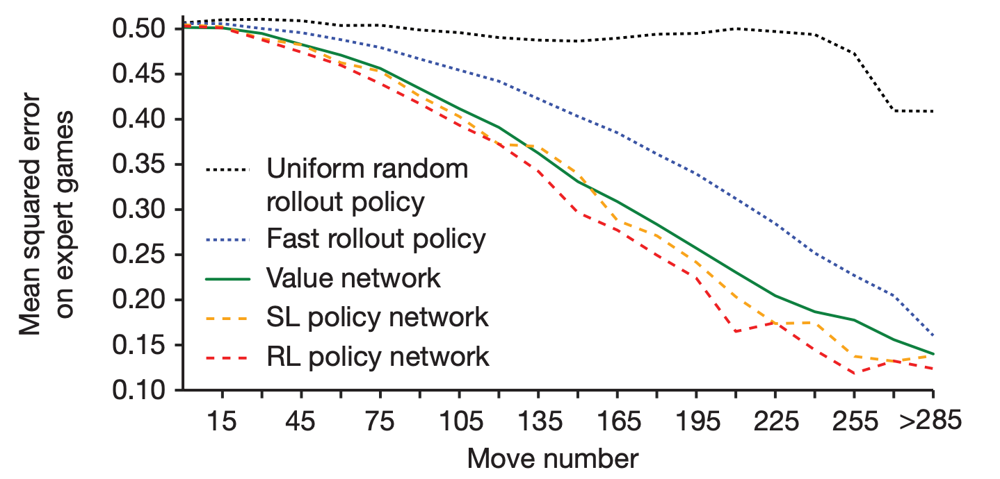 Mean squared error
on expert games
0.50
0.45
0.40
0.35
0.30
0.25
0.20
0.15
0.10
Uniform random
rollout policy
Fast rollout policy
Value network
SL policy network
RL policy network
15 45 75 105 135 165 195 225 255 >285
Move number